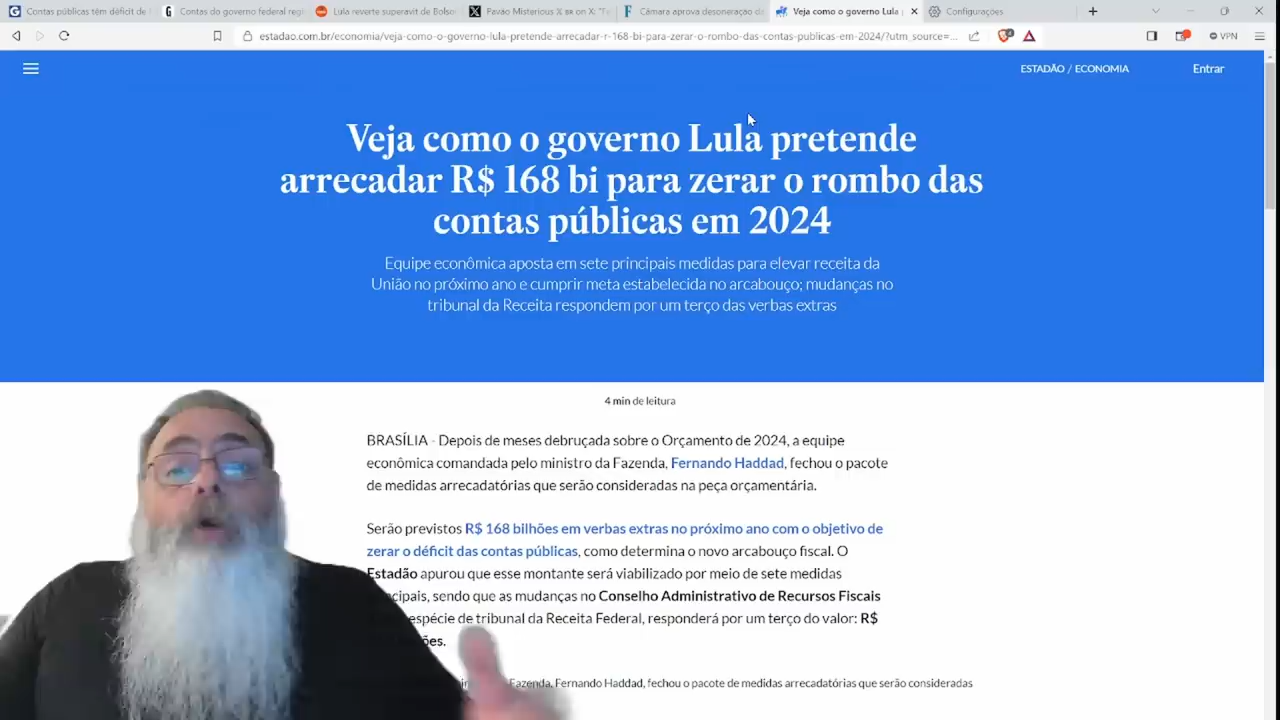 Contas públicas têm déficit de
Contas do governo federal regi
Lula reverte superavit de Bolson
Pavão Misterious X BR on X: "Fe
Câmara aprova desoneração da
Veja como o governo Lula
Configurações
estadao.com.br/economia/veja-como-o-governo-lula-pretende-arrecadar-r-168-bi-para-zerar-o-rombo-das-contas-publicas-em-2024/?utm_source=...
VPN
ESTADÃO / ECONOMIA
Entrar
Veja como o governo Lula pretende
arrecadar R$ 168 bi para zerar o rombo das
contas públicas em 2024
Equipe econômica aposta em sete principais medidas para elevar receita da
União no próximo ano e cumprir meta estabelecida no arcabouço; mudanças no
tribunal da Receita respondem por um terço das verbas extras
4 min de leitura
BRASÍLIA - Depois de meses debruçada sobre o Orçamento de 2024, a equipe
econômica comandada pelo ministro da Fazenda, Fernando Haddad, fechou o pacote
de medidas arrecadatórias que serão consideradas na peça orçamentária.
Serão previstos R$ 168 bilhões em verbas extras no próximo ano com o objetivo de
zerar o déficit das contas públicas, como determina o novo arcabouço fiscal. O
Estadão apurou que esse montante será viabilizado por meio de sete medidas
cipais, sendo que as mudanças no Conselho Administrativo de Recursos Fiscais
espécie de tribunal da Receita Federal, responderá por um terço do valor: R$
ões.
Fazenda, Fernando Haddad, fechou o pacote de medidas arrecadatórias que serão consideradas